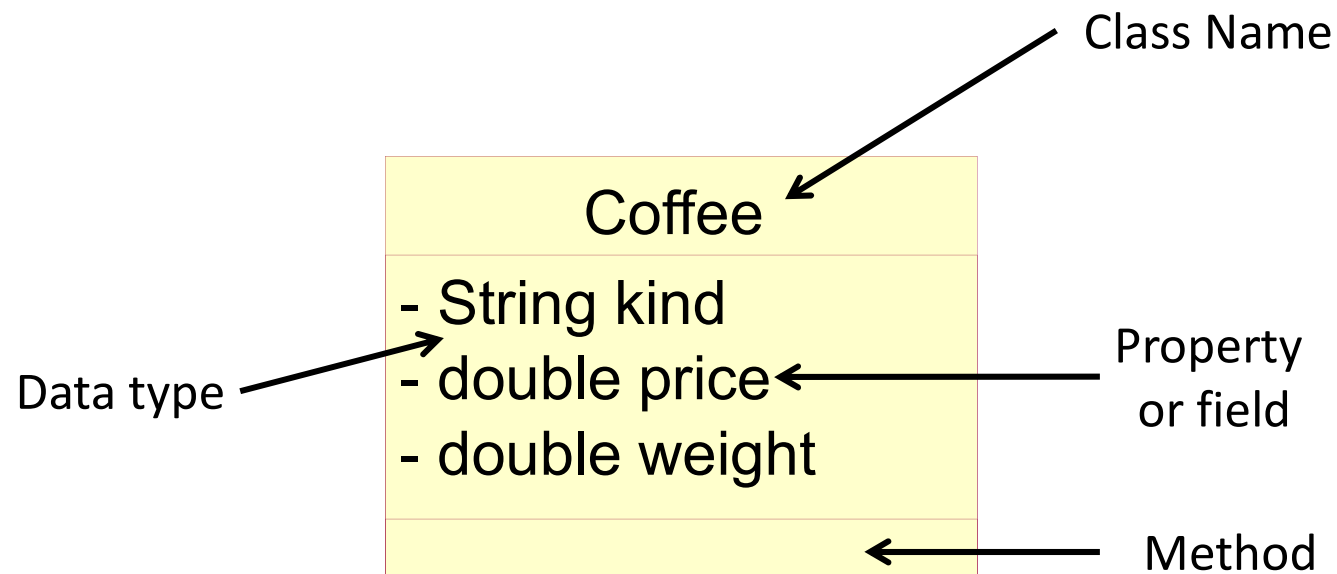 Class Name
Coffee
- String kind
- double price
- double weight
Data type
Property
or field
Method